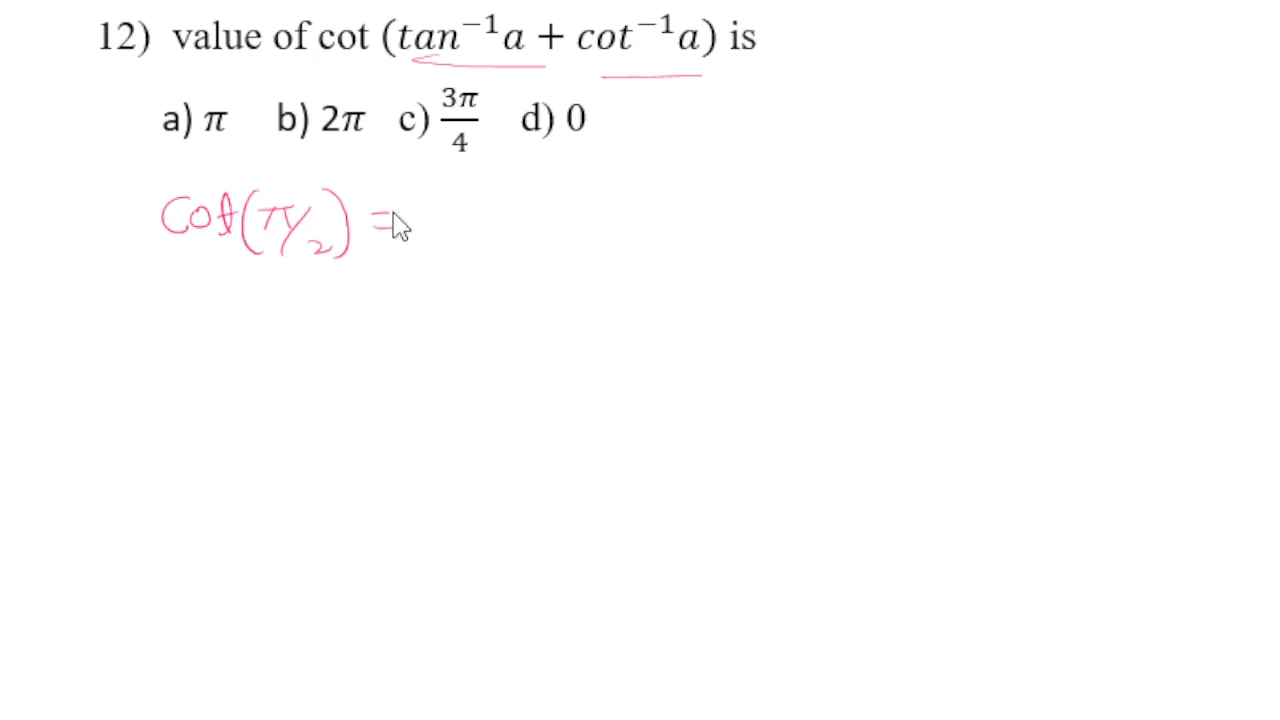 12) value of cot (tan⁻¹a + cot⁻¹a) is
a) π b) 2π c) 3π/4 d) 0
Cot(π/2) =